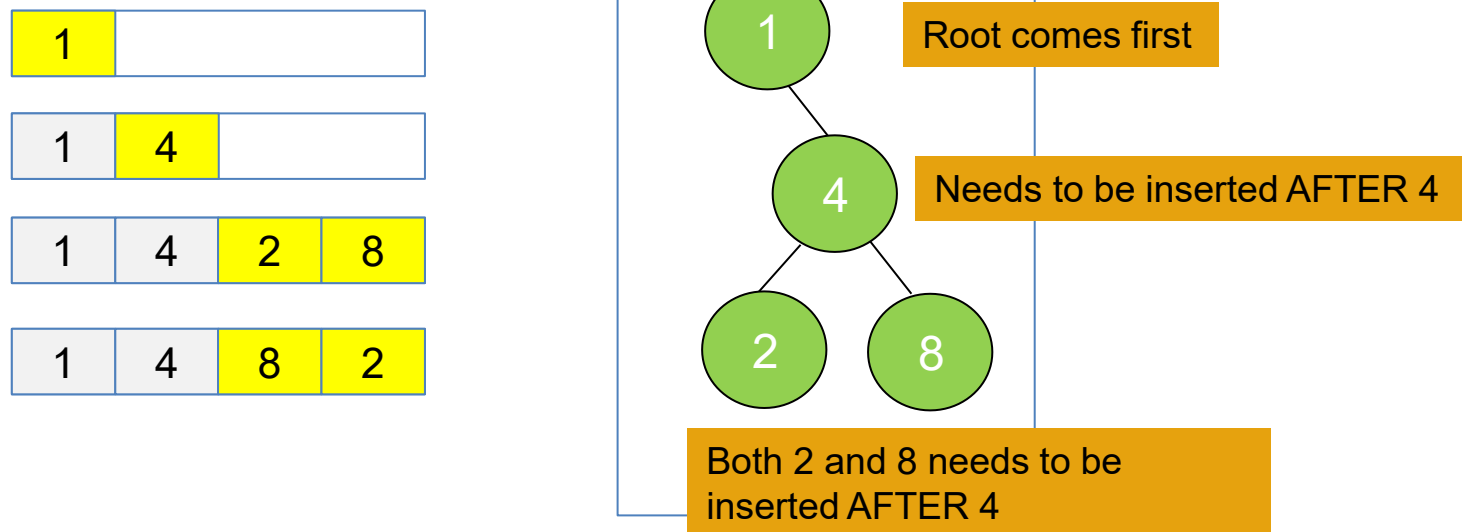 1
1 4
1 4 2 8
1 4 8 2
1
Root comes first
4
Needs to be inserted AFTER 4
2 8
Both 2 and 8 needs to be
inserted AFTER 4